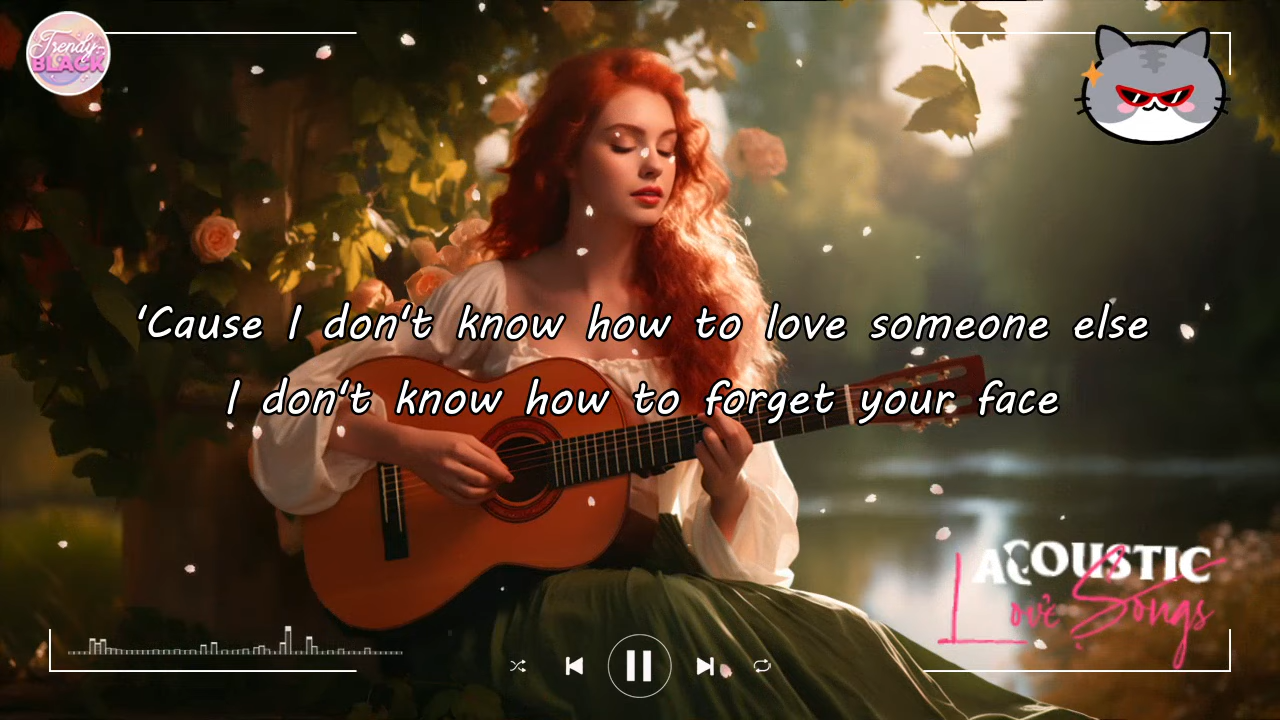 Trendy
BLACK
'Cause I don't know how to love someone else
I don't know how to forget your face
ACOUSTIC
Love Songs